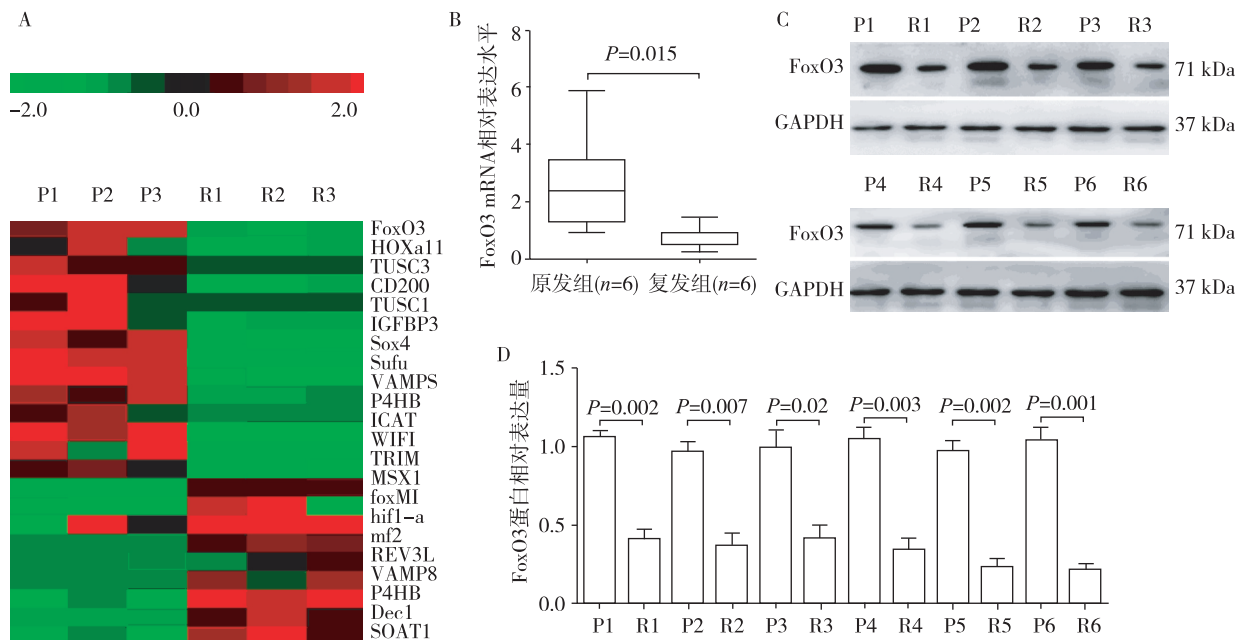 A
−2.0 0.0 2.0
P1 P2 P3 R1 R2 R3
FoxO3
HOXa11
TUSC3
CD200
TUSC1
IGFBP3
Sox4
Sufu
VAMPS
P4HB
ICAT
WIFI
TRIM
MSX1
foxMI
hif1-a
mf2
REV3L
VAMP8
P4HB
Dec1
SOAT1
B
FoxO3 mRNA相对表达水平
8
6
4
2
0
P=0.015
原发组(n=6) 复发组(n=6)
C
P1 R1 P2 R2 P3 R3
FoxO3 71 kDa
GAPDH 37 kDa
P4 R4 P5 R5 P6 R6
FoxO3 71 kDa
GAPDH 37 kDa
D
FoxO3蛋白相对表达量
1.5
1.0
0.5
0.0
P=0.002 P=0.007 P=0.02 P=0.003 P=0.002 P=0.001
P1 R1 P2 R2 P3 R3 P4 R4 P5 R5 P6 R6